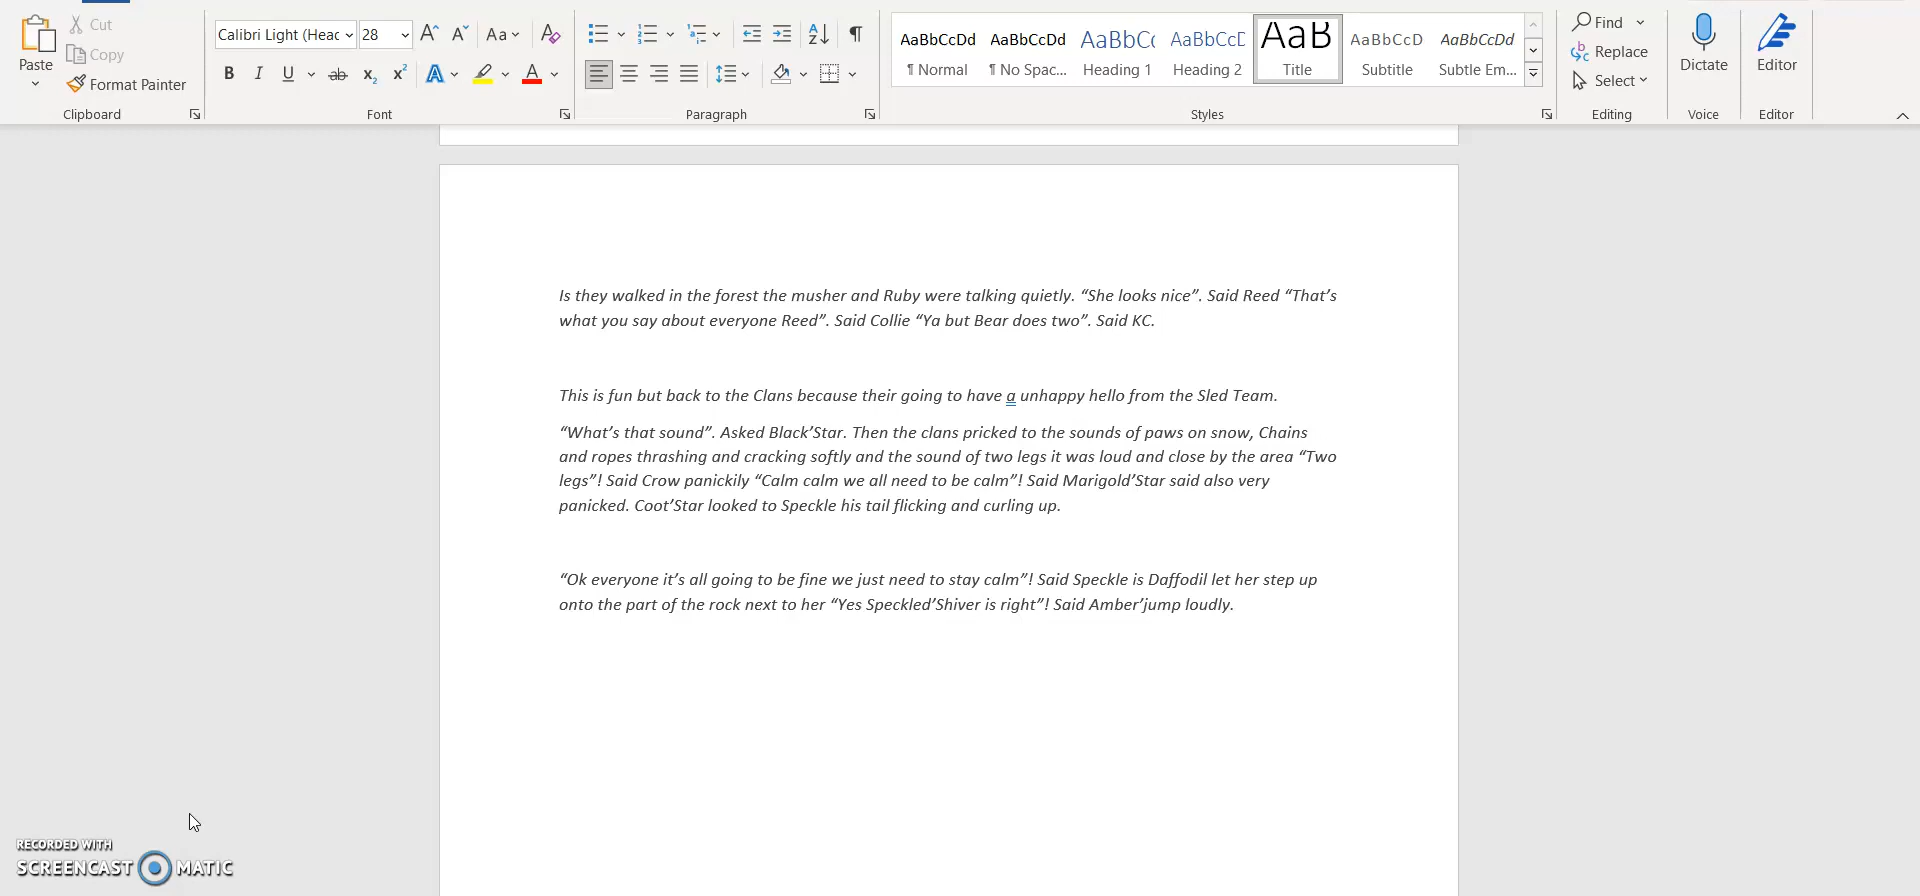 Paste
Cut
Copy
Format Painter
Clipboard
Calibri Light (Heac
28
Aa
B I U ab x₂ x² A A
Font
Paragraph
AaBbCcDd AaBbCcDd AaBbC( AaBbCcD AaB AaBbCcD AaBbCcDd
¶ Normal ¶ No Spac... Heading 1 Heading 2 Title Subtitle Subtle Em...
Styles
Find
Replace
Select
Editing
Dictate
Voice
Editor
Editor
Is they walked in the forest the musher and Ruby were talking quietly. “She looks nice”. Said Reed “That’s
what you say about everyone Reed”. Said Collie “Ya but Bear does two”. Said KC.
This is fun but back to the Clans because their going to have a unhappy hello from the Sled Team.
“What’s that sound”. Asked Black’Star. Then the clans pricked to the sounds of paws on snow, Chains
and ropes thrashing and cracking softly and the sound of two legs it was loud and close by the area “Two
legs”! Said Crow panickily “Calm calm we all need to be calm”! Said Marigold’Star said also very
panicked. Coot’Star looked to Speckle his tail flicking and curling up.
“Ok everyone it’s all going to be fine we just need to stay calm”! Said Speckle is Daffodil let her step up
onto the part of the rock next to her “Yes Speckled’Shiver is right”! Said Amber’jump loudly.
RECORDED WITH
SCREENCAST MATIC